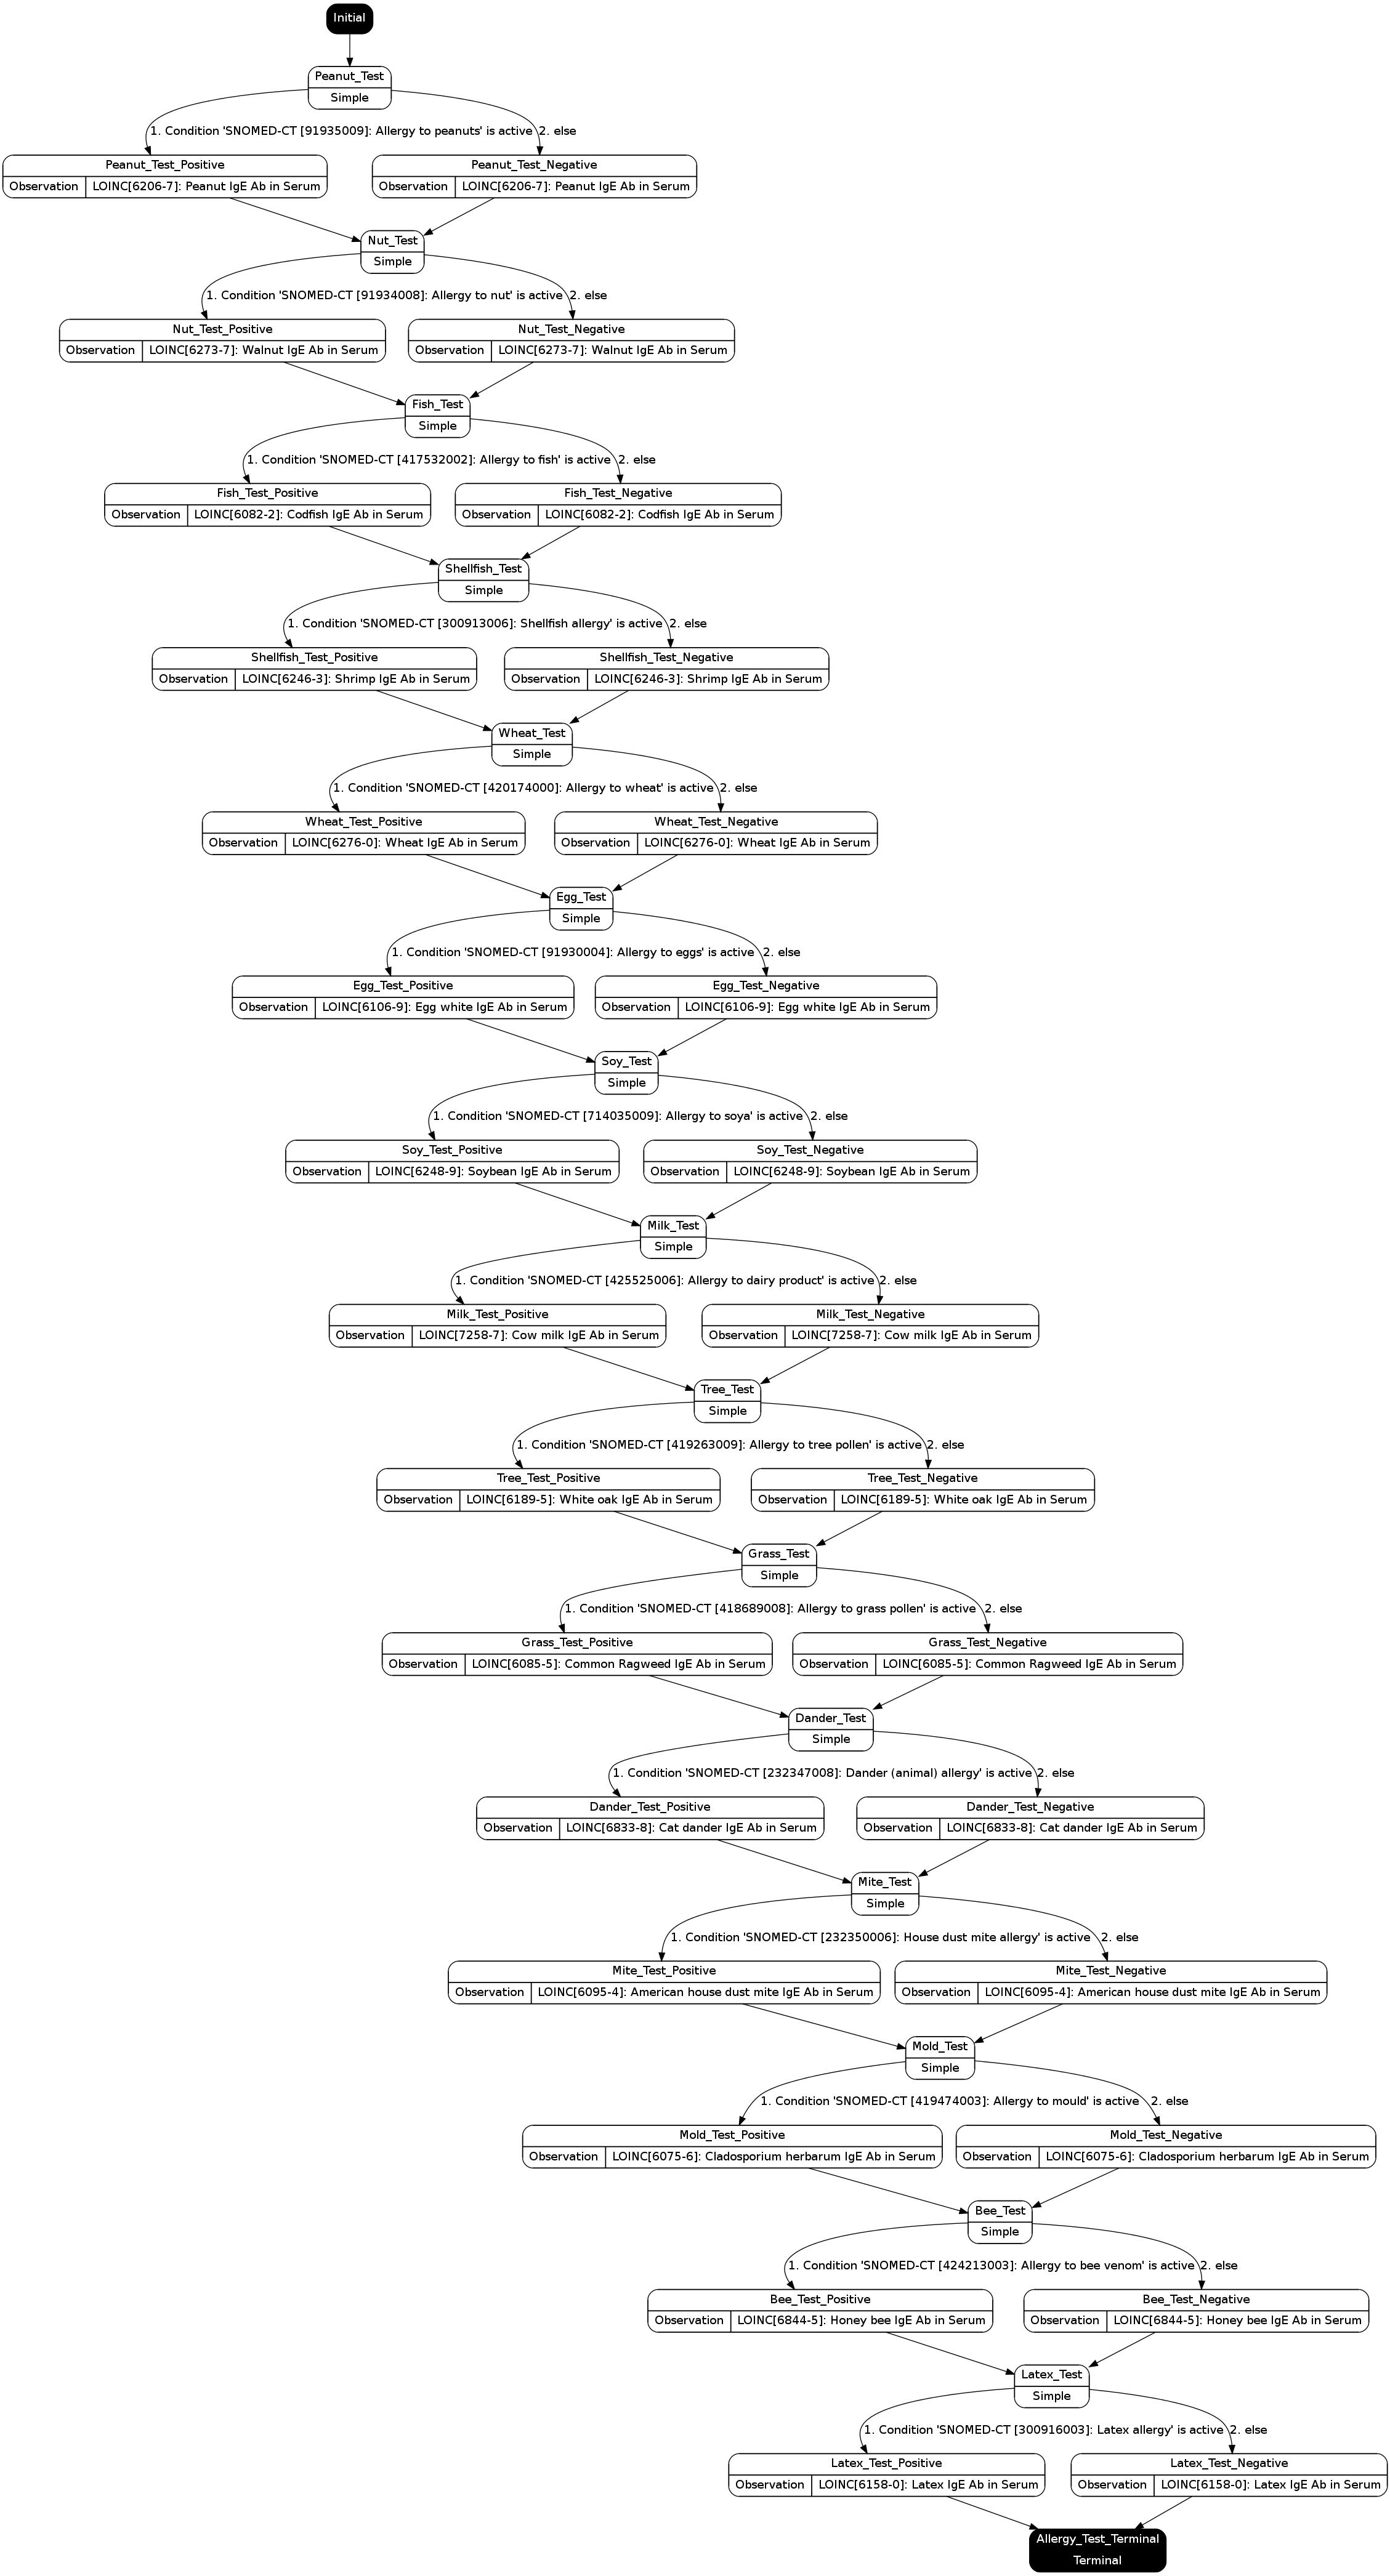 Initial
Peanut_Test
Simple
1. Condition 'SNOMED-CT [91935009]: Allergy to peanuts' is active
2. else
Peanut_Test_Positive
Observation
LOINC[6206-7]: Peanut IgE Ab in Serum
Peanut_Test_Negative
Observation
LOINC[6206-7]: Peanut IgE Ab in Serum
Nut_Test
Simple
1. Condition 'SNOMED-CT [91934008]: Allergy to nut' is active
2. else
Nut_Test_Positive
Observation
LOINC[6273-7]: Walnut IgE Ab in Serum
Nut_Test_Negative
Observation
LOINC[6273-7]: Walnut IgE Ab in Serum
Fish_Test
Simple
1. Condition 'SNOMED-CT [417532002]: Allergy to fish' is active
2. else
Fish_Test_Positive
Observation
LOINC[6082-2]: Codfish IgE Ab in Serum
Fish_Test_Negative
Observation
LOINC[6082-2]: Codfish IgE Ab in Serum
Shellfish_Test
Simple
1. Condition 'SNOMED-CT [300913006]: Shellfish allergy' is active
2. else
Shellfish_Test_Positive
Observation
LOINC[6246-3]: Shrimp IgE Ab in Serum
Shellfish_Test_Negative
Observation
LOINC[6246-3]: Shrimp IgE Ab in Serum
Wheat_Test
Simple
1. Condition 'SNOMED-CT [420174000]: Allergy to wheat' is active
2. else
Wheat_Test_Positive
Observation
LOINC[6276-0]: Wheat IgE Ab in Serum
Wheat_Test_Negative
Observation
LOINC[6276-0]: Wheat IgE Ab in Serum
Egg_Test
Simple
1. Condition 'SNOMED-CT [91930004]: Allergy to eggs' is active
2. else
Egg_Test_Positive
Observation
LOINC[6106-9]: Egg white IgE Ab in Serum
Egg_Test_Negative
Observation
LOINC[6106-9]: Egg white IgE Ab in Serum
Soy_Test
Simple
1. Condition 'SNOMED-CT [714035009]: Allergy to soya' is active
2. else
Soy_Test_Positive
Observation
LOINC[6248-9]: Soybean IgE Ab in Serum
Soy_Test_Negative
Observation
LOINC[6248-9]: Soybean IgE Ab in Serum
Milk_Test
Simple
1. Condition 'SNOMED-CT [425525006]: Allergy to dairy product' is active
2. else
Milk_Test_Positive
Observation
LOINC[7258-7]: Cow milk IgE Ab in Serum
Milk_Test_Negative
Observation
LOINC[7258-7]: Cow milk IgE Ab in Serum
Tree_Test
Simple
1. Condition 'SNOMED-CT [419263009]: Allergy to tree pollen' is active
2. else
Tree_Test_Positive
Observation
LOINC[6189-5]: White oak IgE Ab in Serum
Tree_Test_Negative
Observation
LOINC[6189-5]: White oak IgE Ab in Serum
Grass_Test
Simple
1. Condition 'SNOMED-CT [418689008]: Allergy to grass pollen' is active
2. else
Grass_Test_Positive
Observation
LOINC[6085-5]: Common Ragweed IgE Ab in Serum
Grass_Test_Negative
Observation
LOINC[6085-5]: Common Ragweed IgE Ab in Serum
Dander_Test
Simple
1. Condition 'SNOMED-CT [232347008]: Dander (animal) allergy' is active
2. else
Dander_Test_Positive
Observation
LOINC[6833-8]: Cat dander IgE Ab in Serum
Dander_Test_Negative
Observation
LOINC[6833-8]: Cat dander IgE Ab in Serum
Mite_Test
Simple
1. Condition 'SNOMED-CT [232350006]: House dust mite allergy' is active
2. else
Mite_Test_Positive
Observation
LOINC[6095-4]: American house dust mite IgE Ab in Serum
Mite_Test_Negative
Observation
LOINC[6095-4]: American house dust mite IgE Ab in Serum
Mold_Test
Simple
1. Condition 'SNOMED-CT [419474003]: Allergy to mould' is active
2. else
Mold_Test_Positive
Observation
LOINC[6075-6]: Cladosporium herbarum IgE Ab in Serum
Mold_Test_Negative
Observation
LOINC[6075-6]: Cladosporium herbarum IgE Ab in Serum
Bee_Test
Simple
1. Condition 'SNOMED-CT [424213003]: Allergy to bee venom' is active
2. else
Bee_Test_Positive
Observation
LOINC[6844-5]: Honey bee IgE Ab in Serum
Bee_Test_Negative
Observation
LOINC[6844-5]: Honey bee IgE Ab in Serum
Latex_Test
Simple
1. Condition 'SNOMED-CT [300916003]: Latex allergy' is active
2. else
Latex_Test_Positive
Observation
LOINC[6158-0]: Latex IgE Ab in Serum
Latex_Test_Negative
Observation
LOINC[6158-0]: Latex IgE Ab in Serum
Allergy_Test_Terminal
Terminal